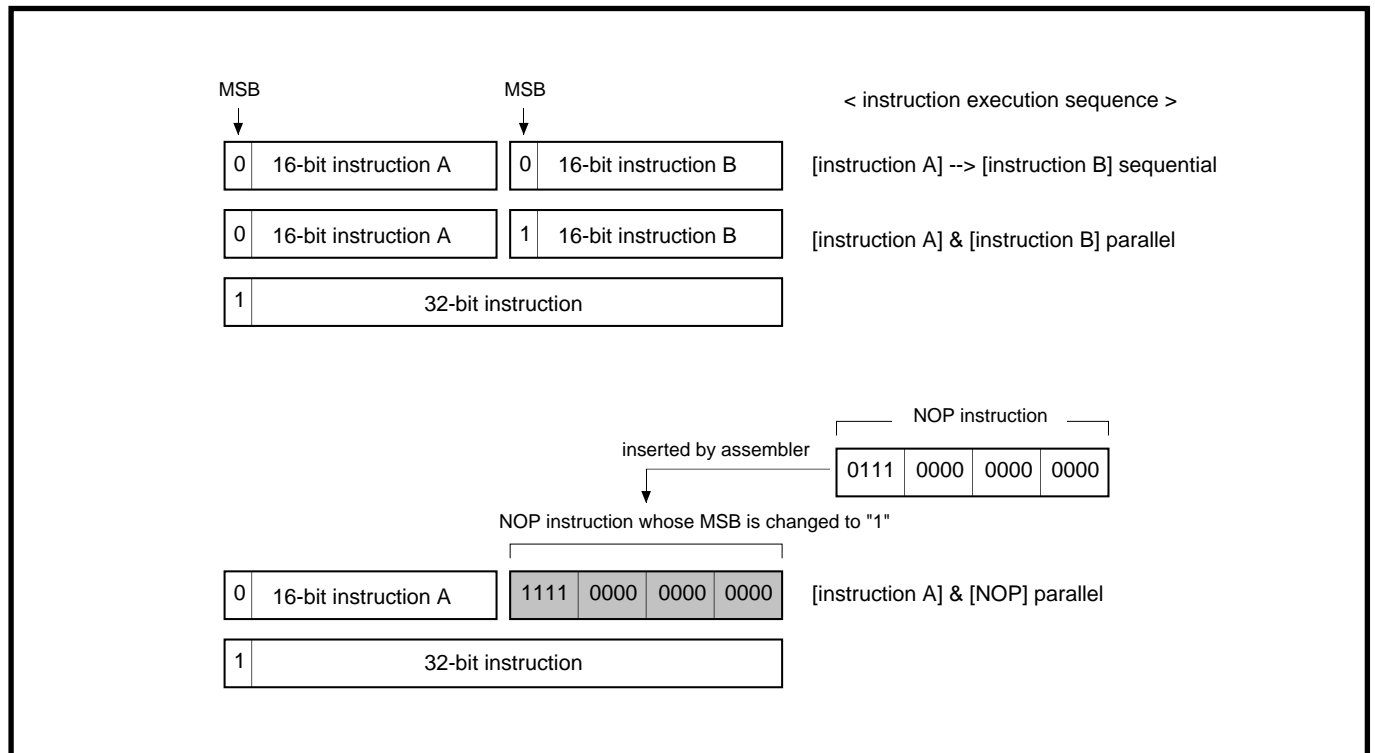 MSB MSB < instruction execution sequence >
0 16-bit instruction A 0 16-bit instruction B [instruction A] --> [instruction B] sequential
0 16-bit instruction A 1 16-bit instruction B [instruction A] & [instruction B] parallel
1 32-bit instruction
NOP instruction
inserted by assembler 0111 0000 0000 0000
NOP instruction whose MSB is changed to "1"
0 16-bit instruction A 1111 0000 0000 0000 [instruction A] & [NOP] parallel
1 32-bit instruction